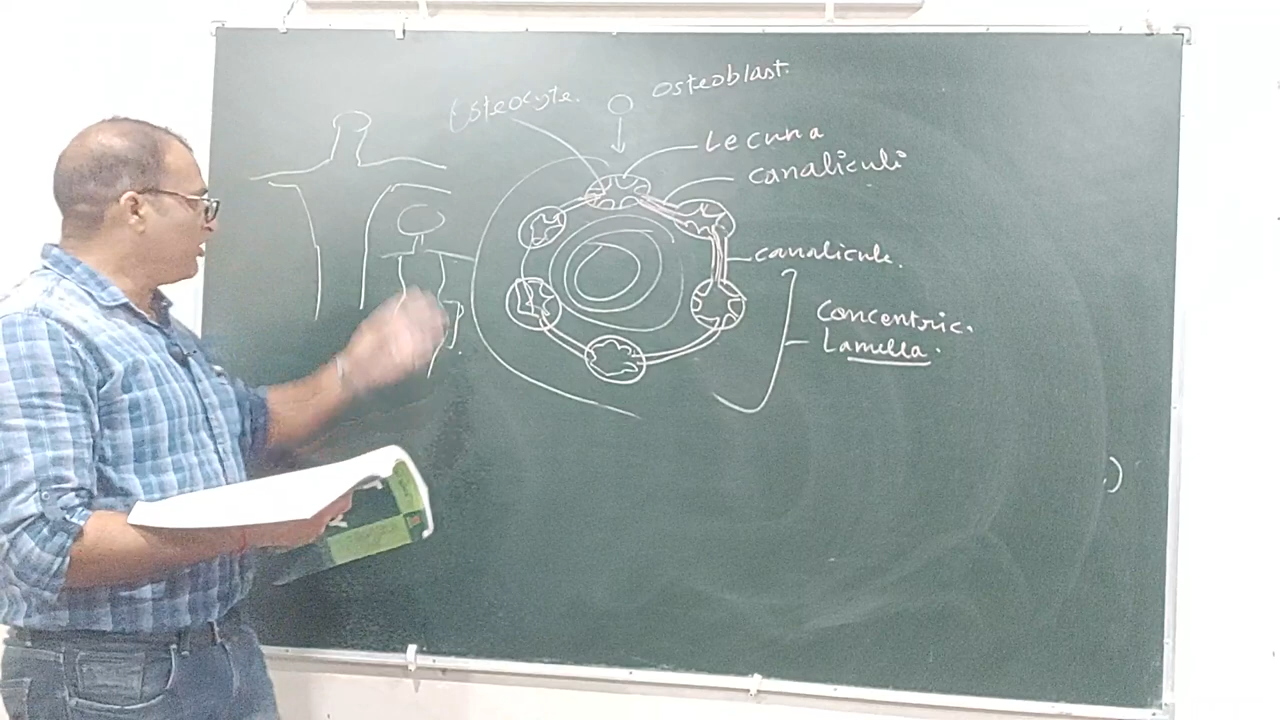 Osteocyte.
osteoblast.
Lecuna
canaliculi
canalicule.
Concentric.
Lamella.